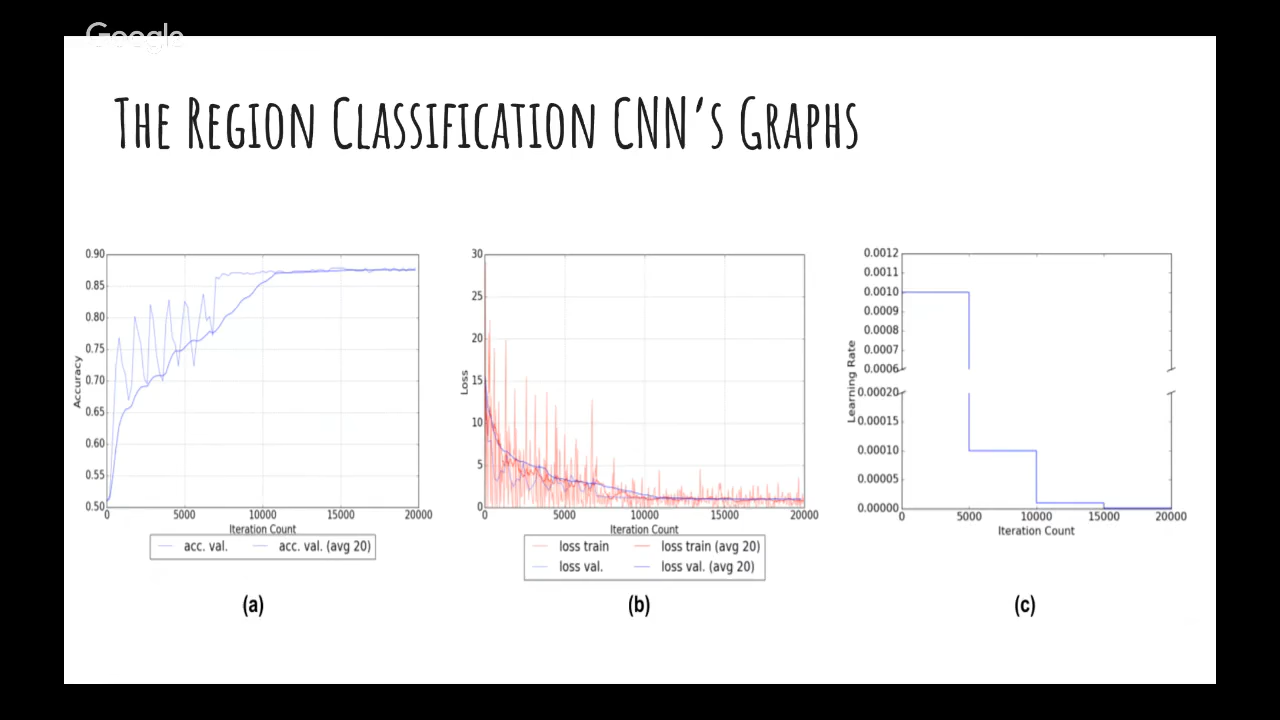 Google
The Region Classification CNN's Graphs
0.90
0.85
0.80
0.75
0.70
0.65
0.60
0.55
0.50
Accuracy
0 5000 10000 15000 20000
Iteration Count
acc. val. acc. val. (avg 20)
(a)
30
25
20
15
10
5
0
Loss
0 5000 10000 15000 20000
Iteration Count
loss train loss train (avg 20)
loss val. loss val. (avg 20)
(b)
0.0012
0.0011
0.0010
0.0009
0.0008
0.0007
0.0006
0.00020
0.00015
0.00010
0.00005
0.00000
Learning Rate
0 5000 10000 15000 20000
Iteration Count
(c)